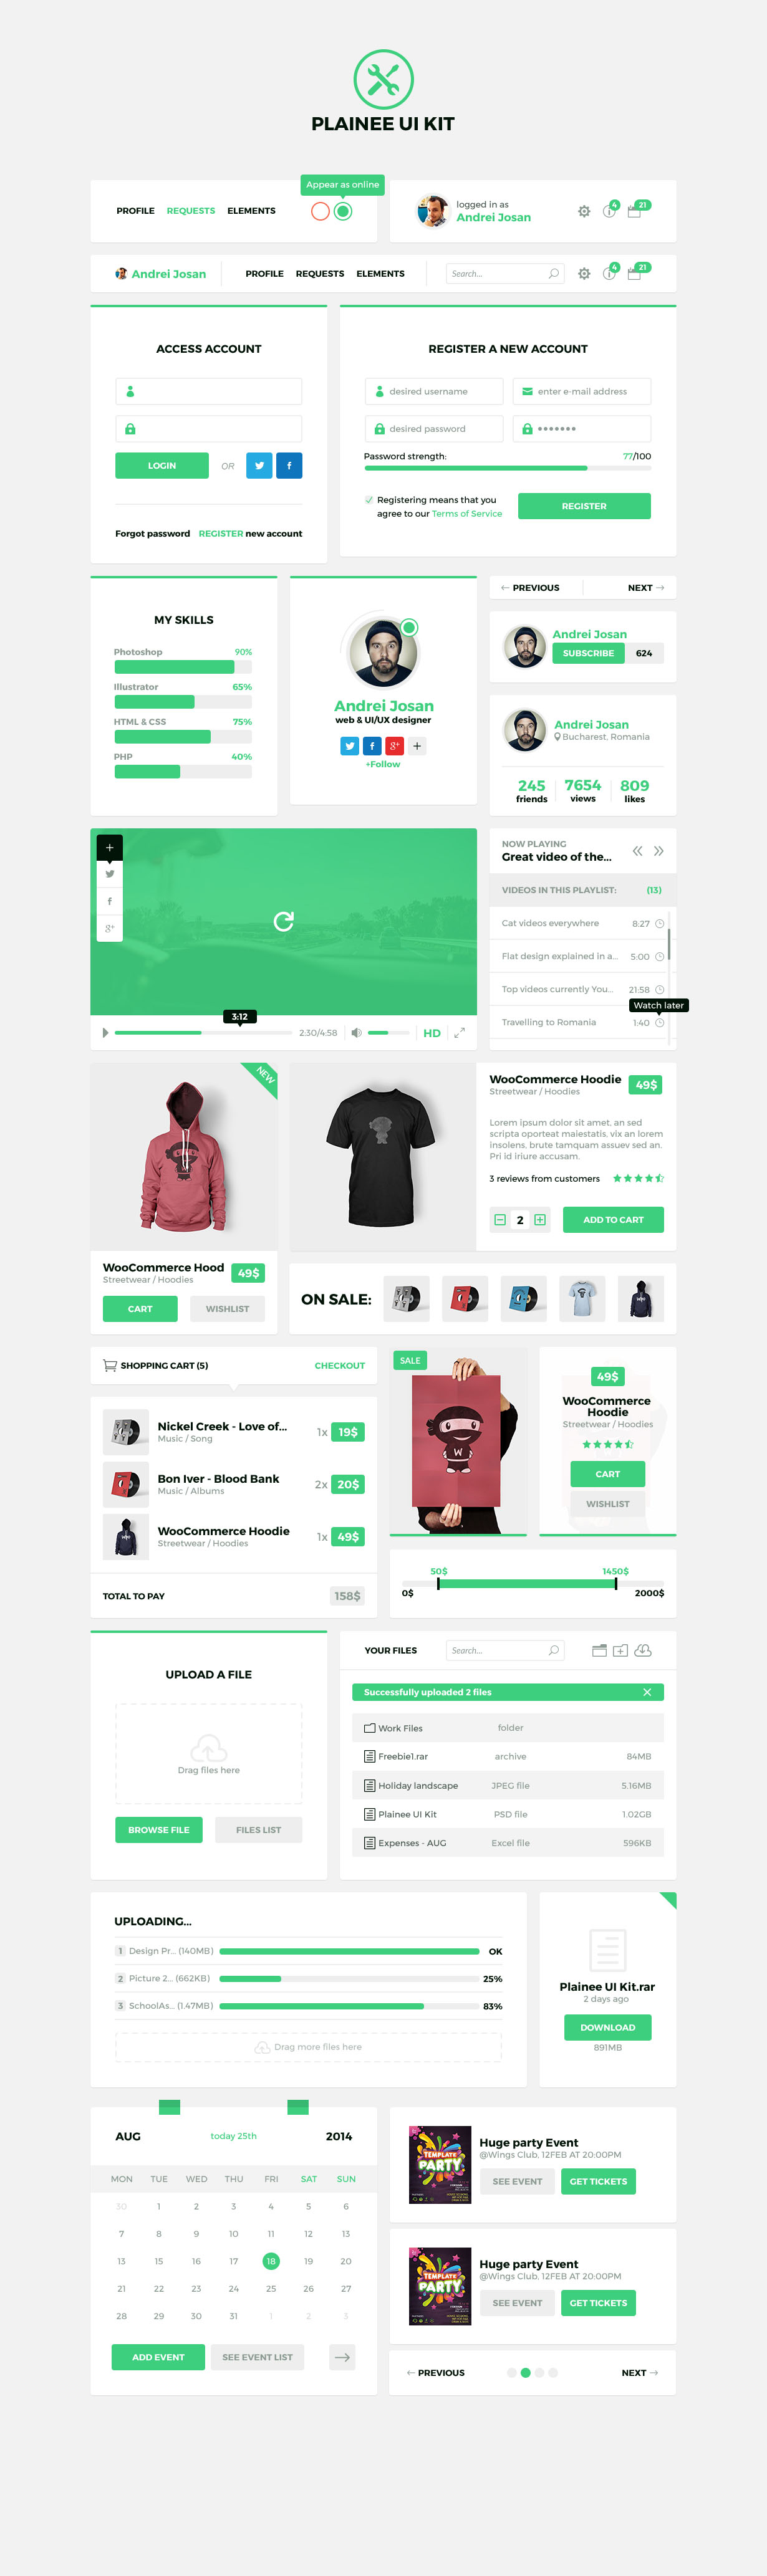 PLAINEE UI KIT
Appear as online
PROFILE REQUESTS ELEMENTS
logged in as
Andrei Josan
4
21
Andrei Josan
PROFILE REQUESTS ELEMENTS
Search...
4
21
ACCESS ACCOUNT
LOGIN OR
Forgot password REGISTER new account
REGISTER A NEW ACCOUNT
desired username
enter e-mail address
desired password
Password strength: 77/100
Registering means that you
agree to our Terms of Service
REGISTER
MY SKILLS
Photoshop 90%
Illustrator 65%
HTML & CSS 75%
PHP 40%
Andrei Josan
web & UI/UX designer
+Follow
PREVIOUS NEXT
Andrei Josan
SUBSCRIBE 624
Andrei Josan
Bucharest, Romania
245 7654 809
friends views likes
3:12
2:30/4:58 HD
NOW PLAYING
Great video of the...
VIDEOS IN THIS PLAYLIST: (13)
Cat videos everywhere 8:27
Flat design explained in a... 5:00
Top videos currently You... 21:58
Watch later
Travelling to Romania 1:40
NEW
WooCommerce Hood
Streetwear / Hoodies
49$
CART WISHLIST
WooCommerce Hoodie
Streetwear / Hoodies
49$
Lorem ipsum dolor sit amet, an sed
scripta oporteat maiestatis, vix an lorem
insolens, brute tamquam assuev sed an.
Pri id iriure accusam.
3 reviews from customers
2 ADD TO CART
ON SALE:
SHOPPING CART (5) CHECKOUT
Nickel Creek - Love of...
Music / Song
1x 19$
Bon Iver - Blood Bank
Music / Albums
2x 20$
WooCommerce Hoodie
Streetwear / Hoodies
1x 49$
TOTAL TO PAY 158$
SALE
W
49$
WooCommerce
Hoodie
Streetwear / Hoodies
CART
WISHLIST
50$ 1450$
0$ 2000$
UPLOAD A FILE
Drag files here
BROWSE FILE FILES LIST
YOUR FILES
Search...
Successfully uploaded 2 files
Work Files folder
Freebie1.rar archive 84MB
Holiday landscape JPEG file 5.16MB
Plainee UI Kit PSD file 1.02GB
Expenses - AUG Excel file 596KB
UPLOADING...
1 Design Pr... (140MB) OK
2 Picture 2... (662KB) 25%
3 SchoolAs... (1.47MB) 83%
Drag more files here
Plainee UI Kit.rar
2 days ago
DOWNLOAD
891MB
AUG today 25th 2014
MON TUE WED THU FRI SAT SUN
30 1 2 3 4 5 6
7 8 9 10 11 12 13
13 15 16 17 18 19 20
21 22 23 24 25 26 27
28 29 30 31 1 2 3
ADD EVENT SEE EVENT LIST
TEMPLATE
PARTY
Huge party Event
@Wings Club, 12FEB AT 20:00PM
SEE EVENT GET TICKETS
TEMPLATE
PARTY
Huge party Event
@Wings Club, 12FEB AT 20:00PM
SEE EVENT GET TICKETS
PREVIOUS NEXT